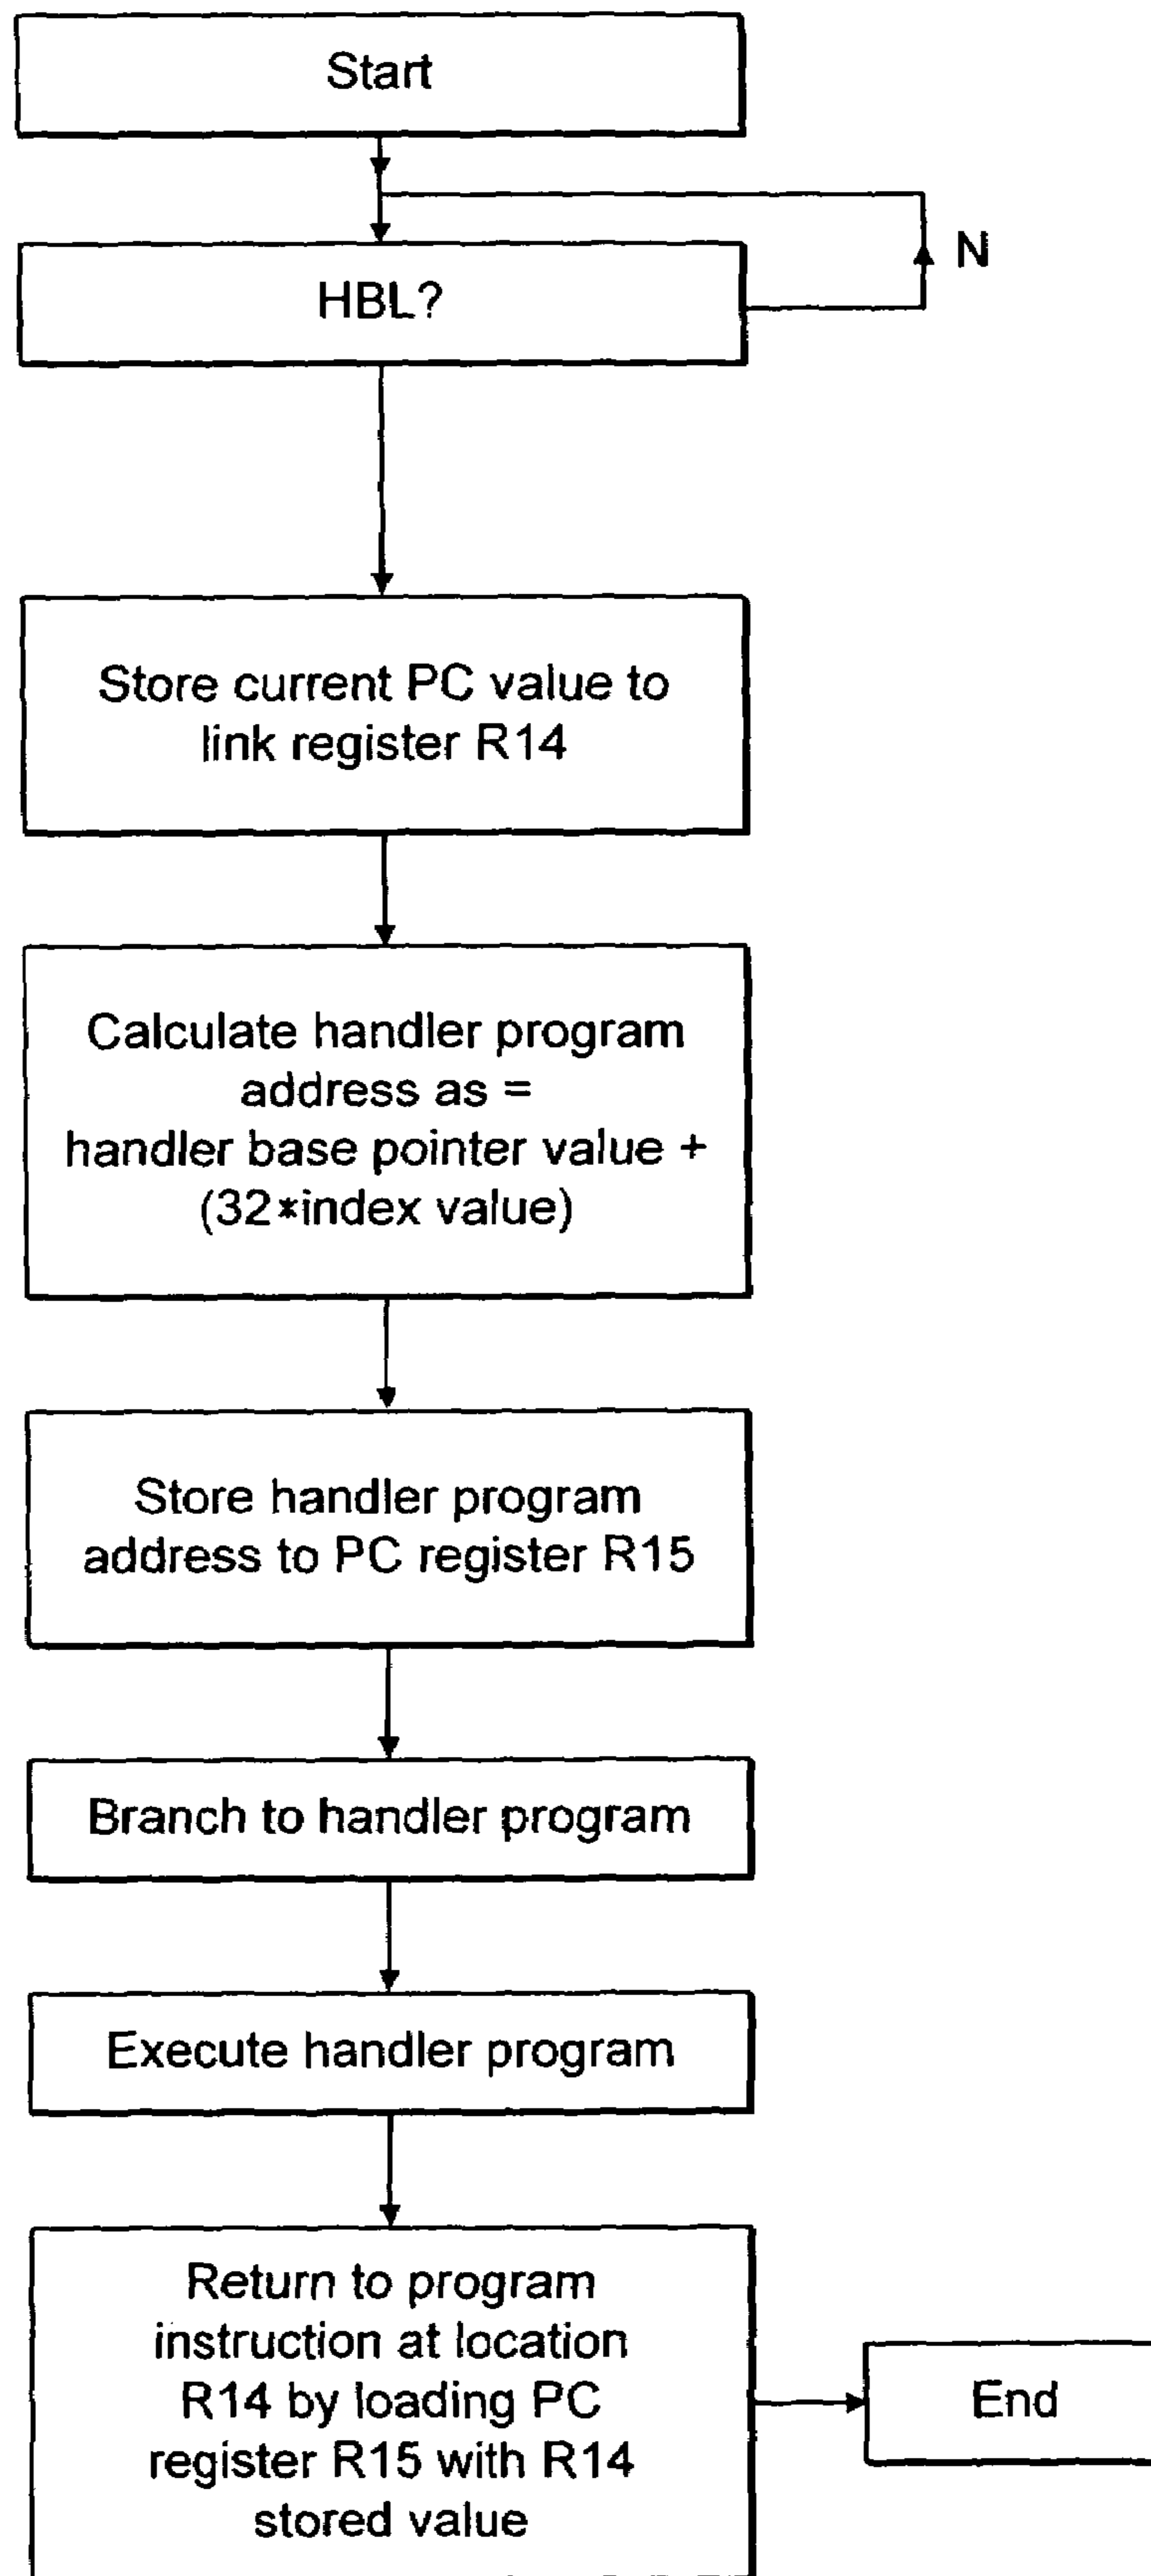 Start
N
HBL?
Store current PC value to
link register R14
Calculate handler program
address as =
handler base pointer value +
(32*index value)
Store handler program
address to PC register R15
Branch to handler program
Execute handler program
Return to program
instruction at location
R14 by loading PC
register R15 with R14
stored value
End